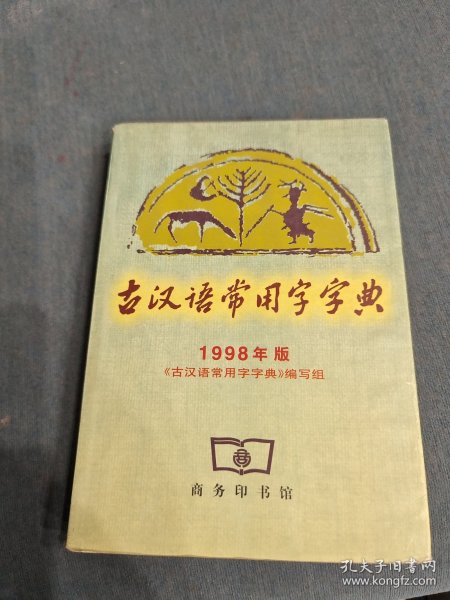 古汉语常用字字典
1998年版
《古汉语常用字字典》编写组
商务印书馆
孔夫子旧书网
www.kongfz.com